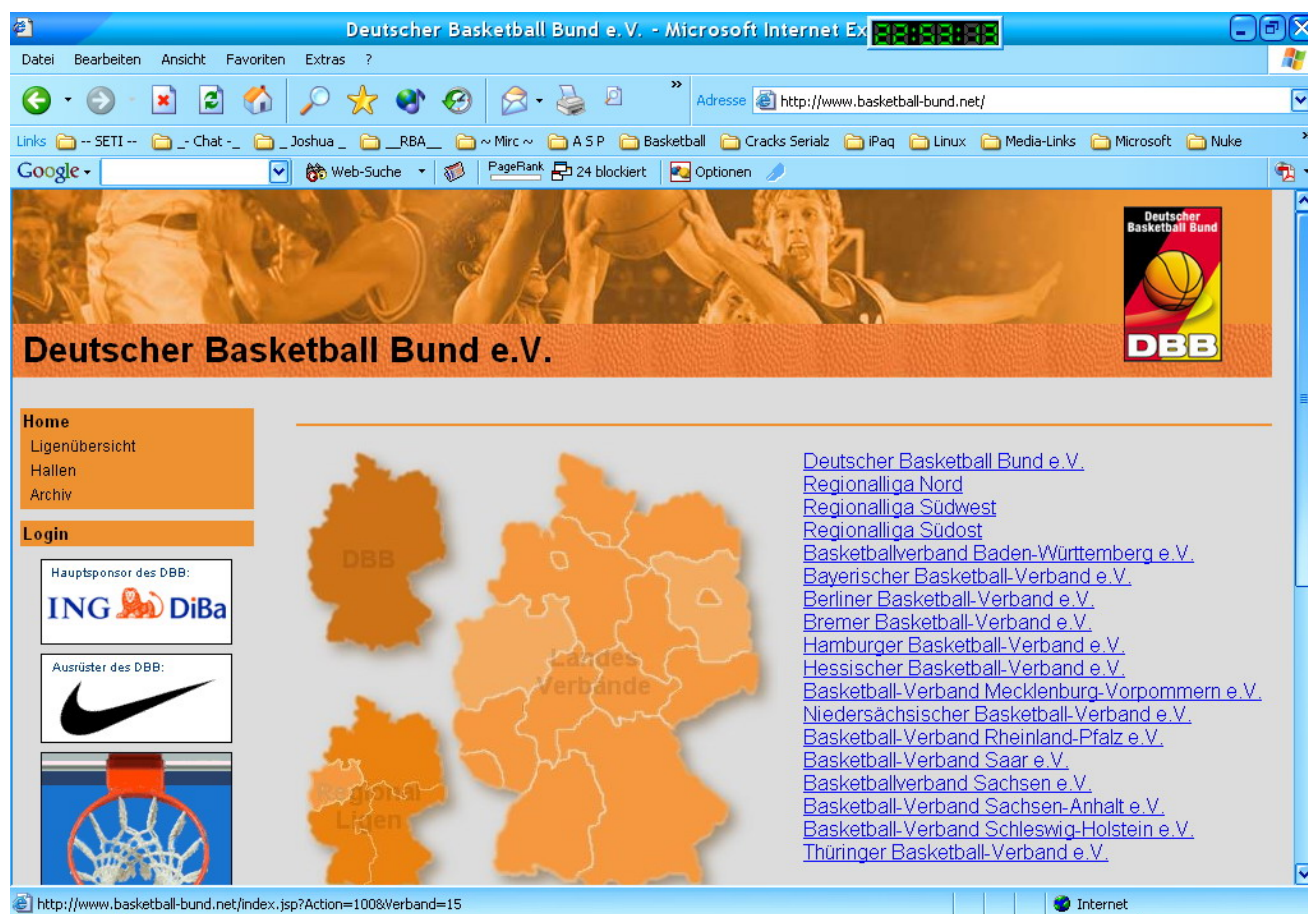 Deutscher Basketball Bund e.V. - Microsoft Internet Ex
Datei Bearbeiten Ansicht Favoriten Extras ?
Adresse http://www.basketball-bund.net/
Links -- SETI -- _- Chat -_ _ Joshua _ __RBA__ ~ Mirc ~ A S P Basketball Cracks Serialz iPaq Linux Media-Links Microsoft Nuke
Google Web-Suche PageRank 24 blockiert Optionen
Deutscher
Basketball Bund
DBB
Deutscher Basketball Bund e.V.
Home
Ligenübersicht
Hallen
Archiv
Login
Hauptsponsor des DBB:
ING DiBa
Ausrüster des DBB:
DBB
Landes
Verbände
Regional
Ligen
Deutscher Basketball Bund e.V.
Regionalliga Nord
Regionalliga Südwest
Regionalliga Südost
Basketballverband Baden-Württemberg e.V.
Bayerischer Basketball-Verband e.V.
Berliner Basketball-Verband e.V.
Bremer Basketball-Verband e.V.
Hamburger Basketball-Verband e.V.
Hessischer Basketball-Verband e.V.
Basketball-Verband Mecklenburg-Vorpommern e.V.
Niedersächsischer Basketball-Verband e.V.
Basketball-Verband Rheinland-Pfalz e.V.
Basketball-Verband Saar e.V.
Basketballverband Sachsen e.V.
Basketball-Verband Sachsen-Anhalt e.V.
Basketball-Verband Schleswig-Holstein e.V.
Thüringer Basketball-Verband e.V.
http://www.basketball-bund.net/index.jsp?Action=100&Verband=15
Internet